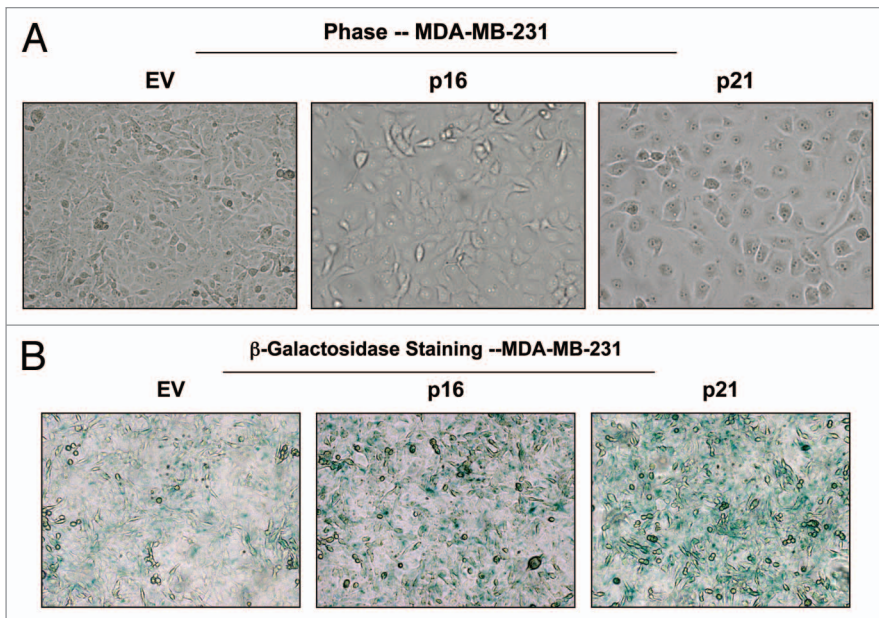 A
Phase -- MDA-MB-231
EV p16 p21
B
β-Galactosidase Staining --MDA-MB-231
EV p16 p21